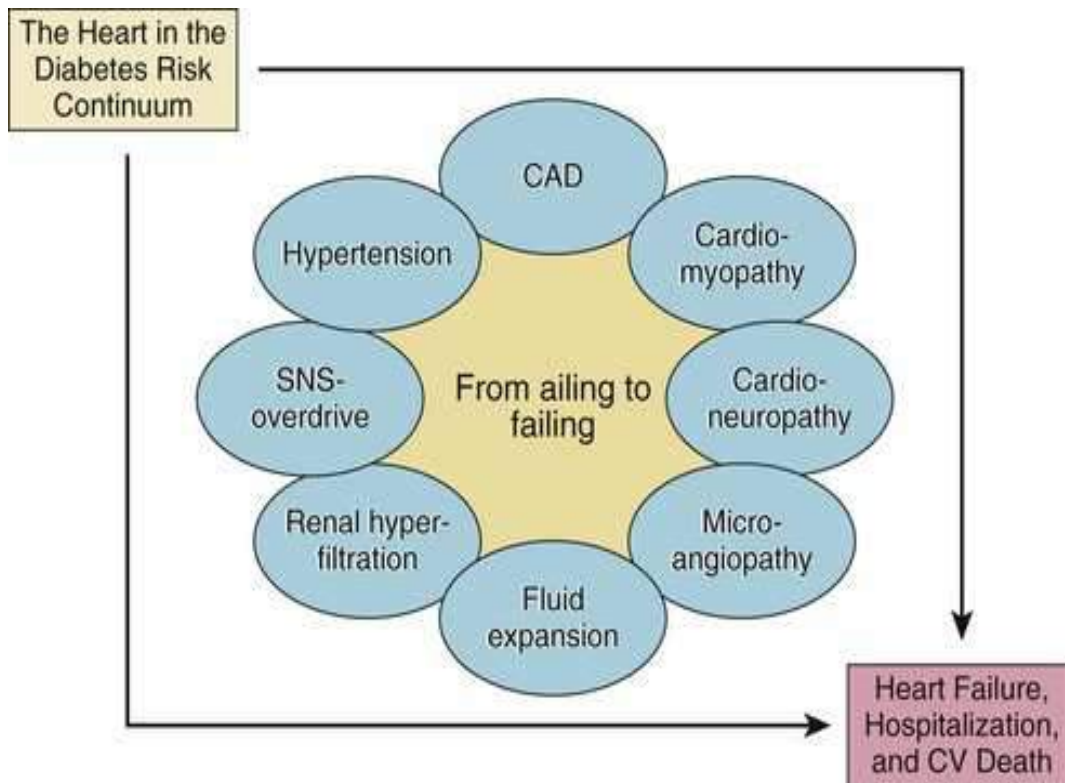 The Heart in the
Diabetes Risk
Continuum
CAD
Hypertension
Cardio-
myopathy
SNS-
overdrive
From ailing to
failing
Cardio-
neuropathy
Renal hyper-
filtration
Micro-
angiopathy
Fluid
expansion
Heart Failure,
Hospitalization,
and CV Death